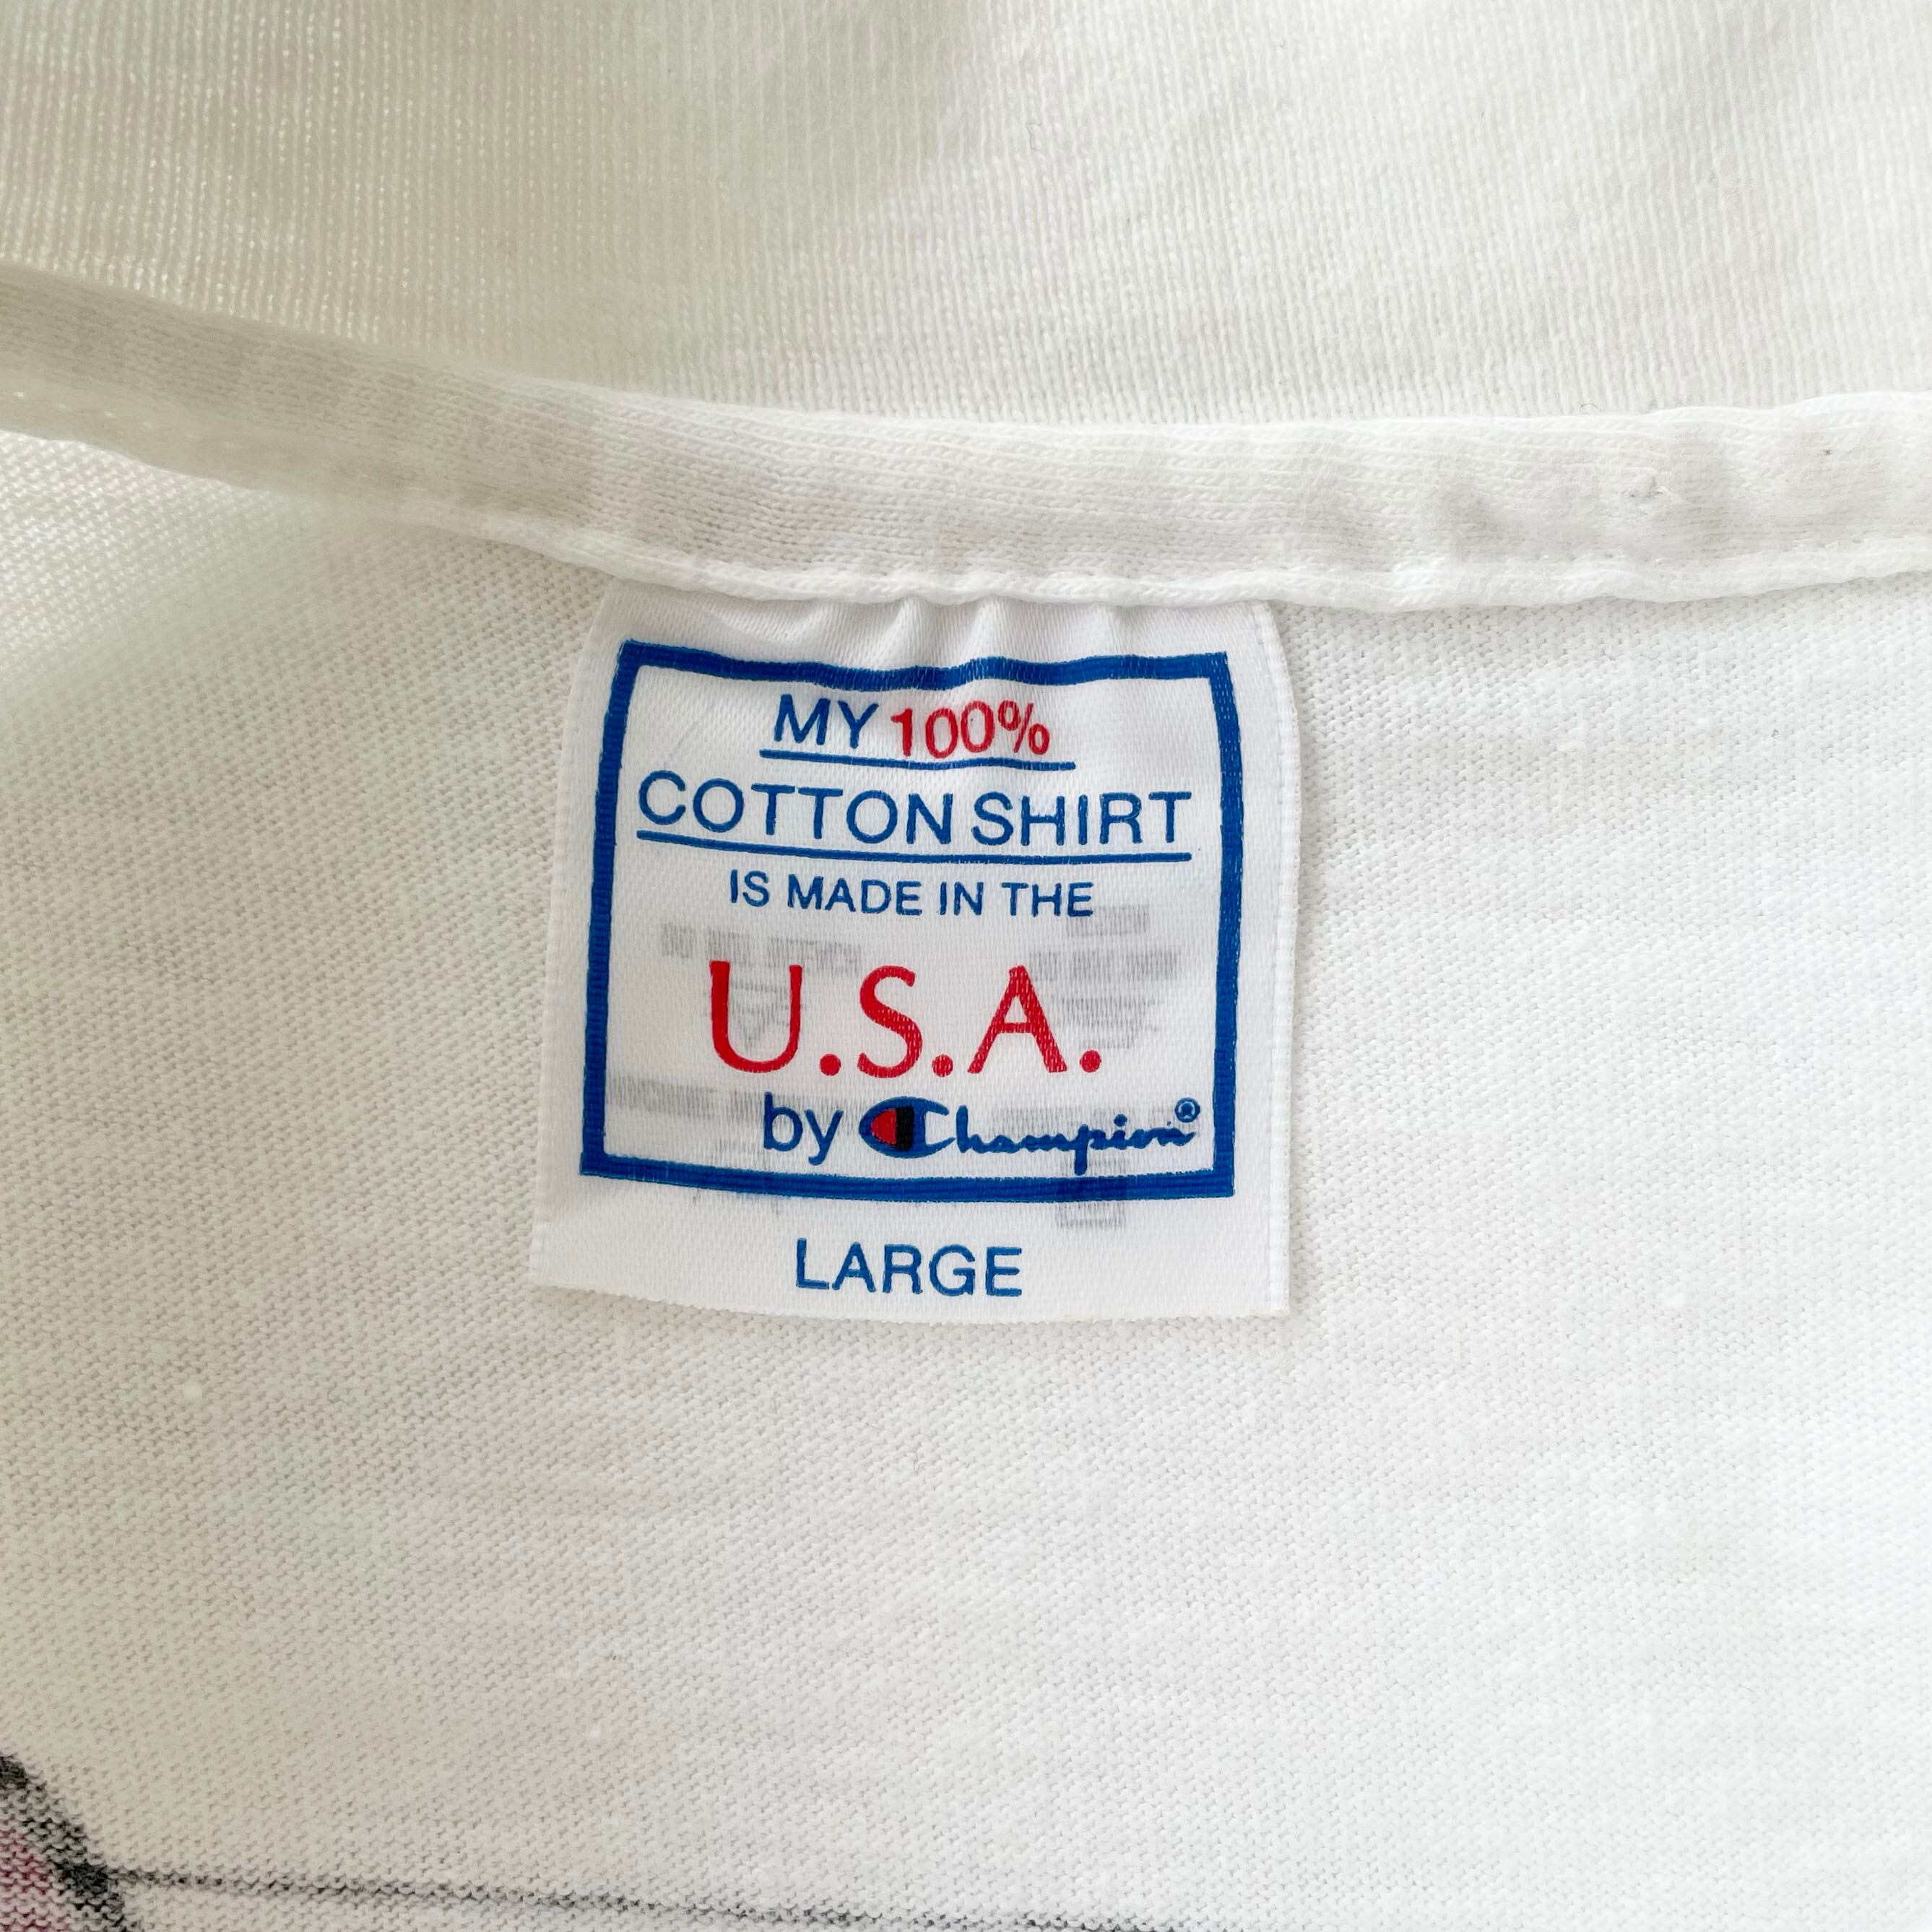 MY 100%
COTTON SHIRT
IS MADE IN THE
U.S.A.
by Champion®
LARGE